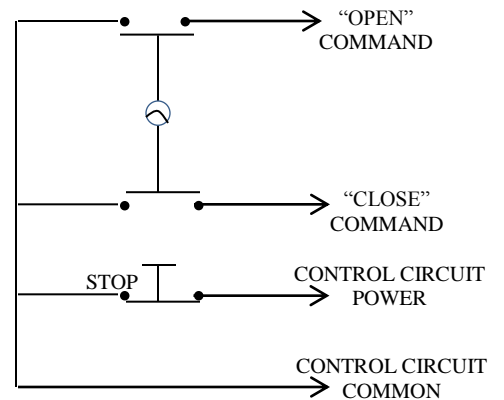 “OPEN”
COMMAND
“CLOSE”
COMMAND
STOP
CONTROL CIRCUIT
POWER
CONTROL CIRCUIT
COMMON